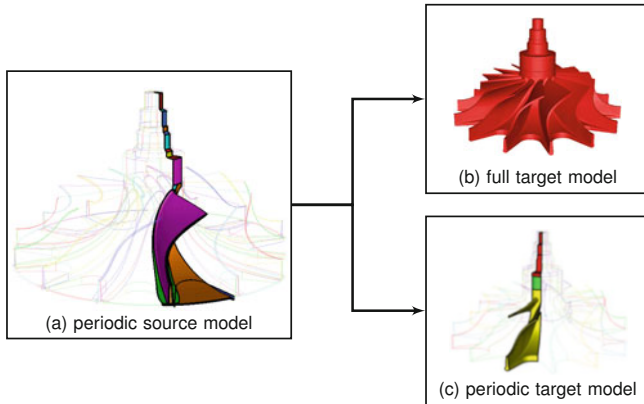 (a) periodic source model
(b) full target model
(c) periodic target model